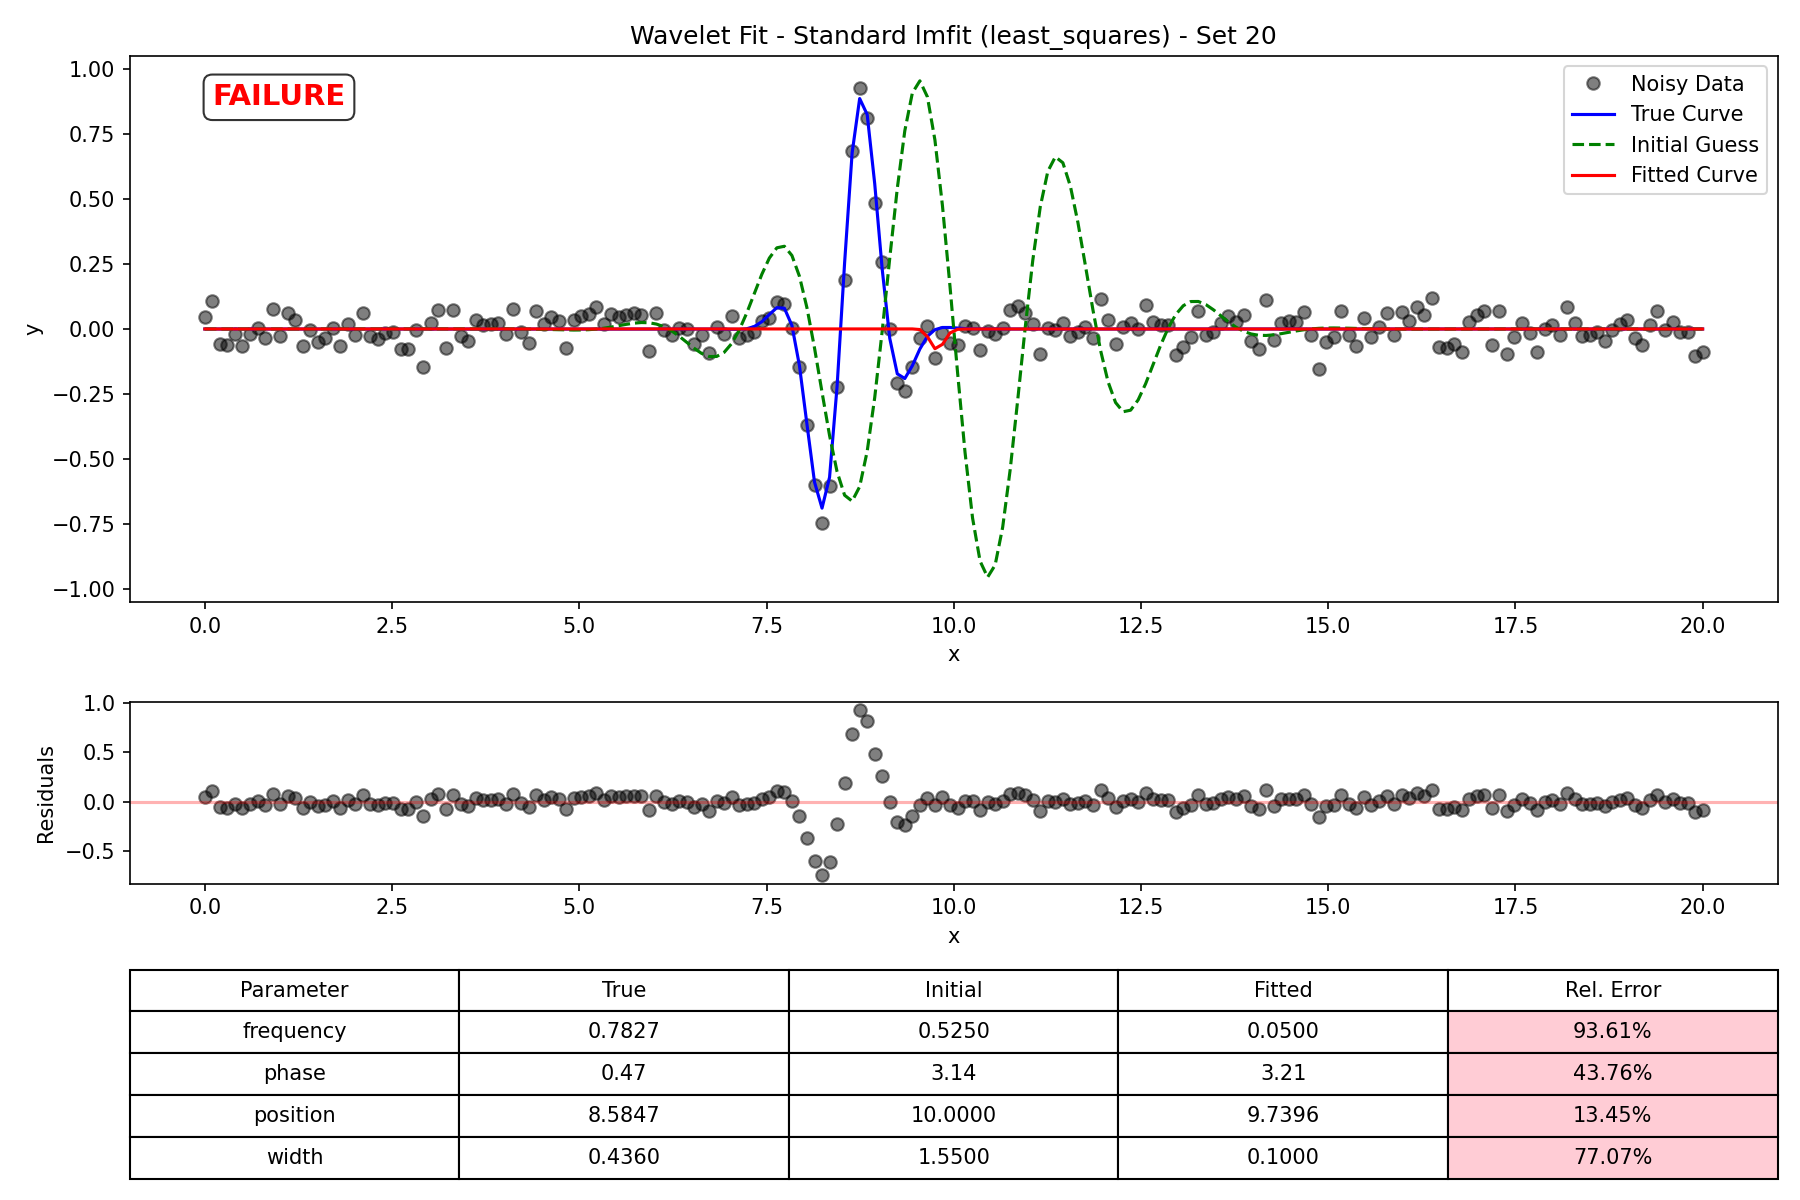 Wavelet Fit - Standard lmfit (least_squares) - Set 20
FAILURE
Noisy Data
True Curve
Initial Guess
Fitted Curve
y
1.00
0.75
0.50
0.25
0.00
−0.25
−0.50
−0.75
−1.00
0.0 2.5 5.0 7.5 10.0 12.5 15.0 17.5 20.0
x
Residuals
1.0
0.5
0.0
−0.5
0.0 2.5 5.0 7.5 10.0 12.5 15.0 17.5 20.0
x
Parameter True Initial Fitted Rel. Error
frequency 0.7827 0.5250 0.0500 93.61%
phase 0.47 3.14 3.21 43.76%
position 8.5847 10.0000 9.7396 13.45%
width 0.4360 1.5500 0.1000 77.07%